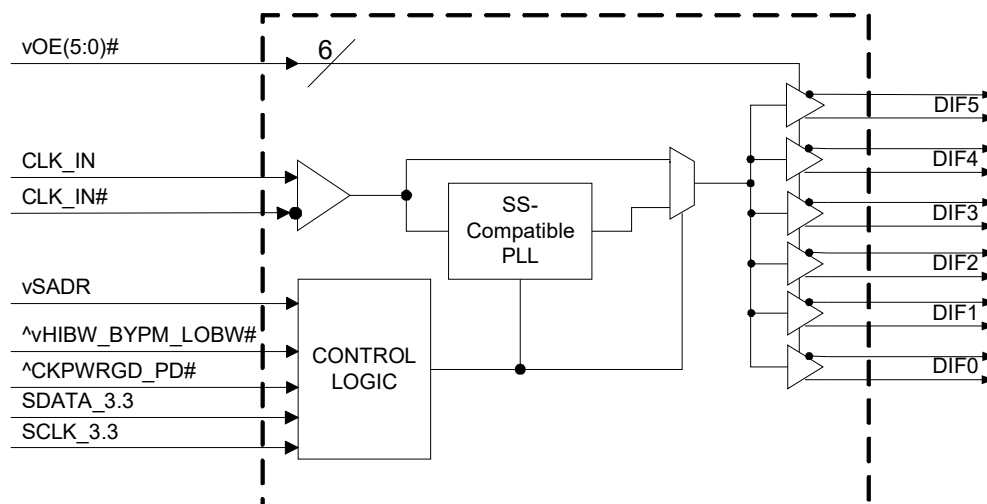 vOE(5:0)#
6
DIF5
CLK_IN
DIF4
CLK_IN#
SS-
Compatible
PLL
DIF3
DIF2
vSADR
DIF1
^vHIBW_BYPM_LOBW#
CONTROL
LOGIC
^CKPWRGD_PD#
DIF0
SDATA_3.3
SCLK_3.3